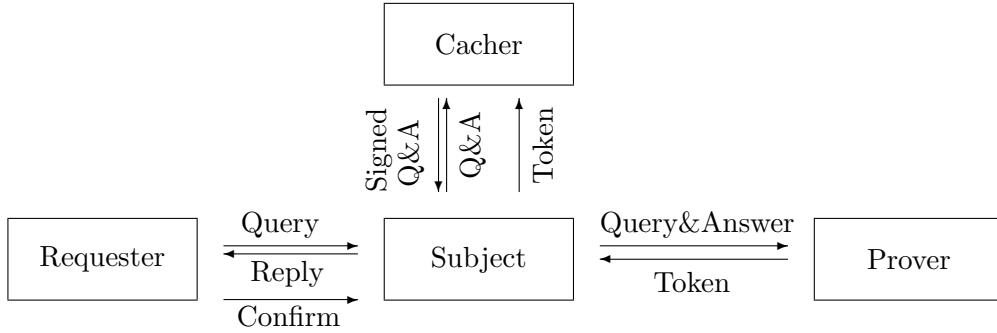 Cacher
Signed
Q&A
Q&A
Token
Query
Query&Answer
Requester
Subject
Prover
Reply
Token
Confirm